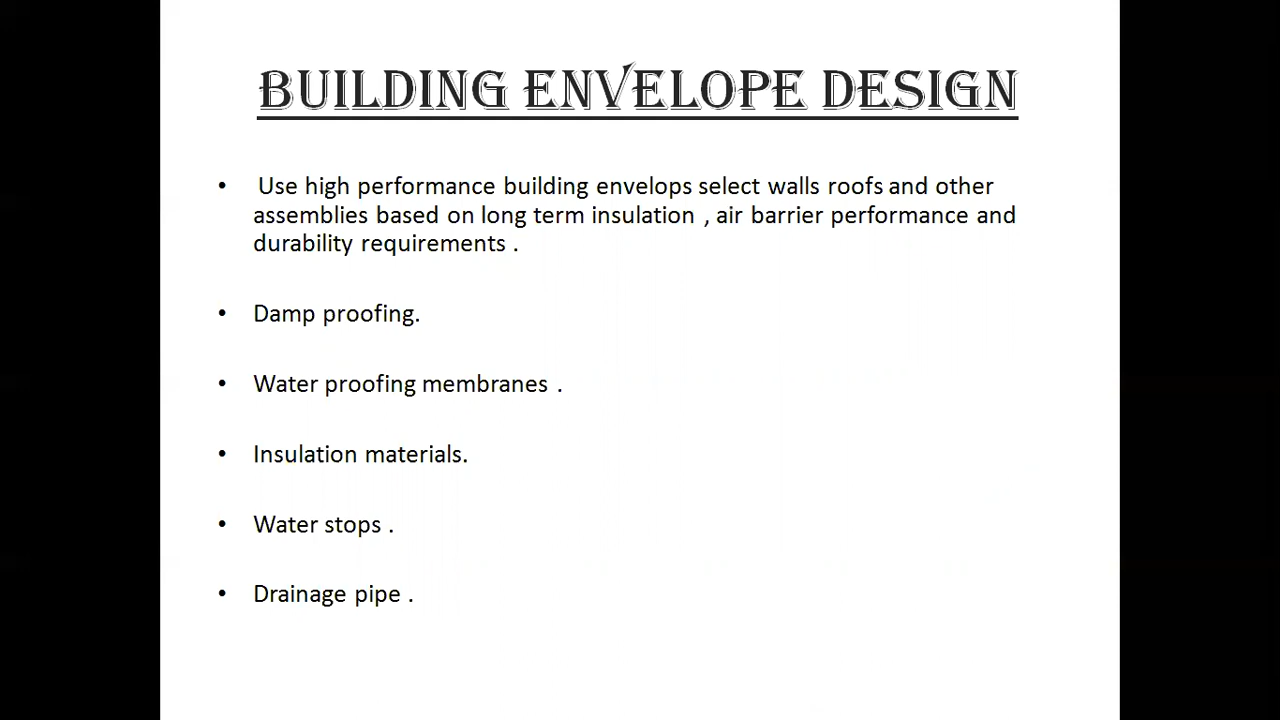 BUILDING ENVELOPE DESIGN
• Use high performance building envelops select walls roofs and other
assemblies based on long term insulation , air barrier performance and
durability requirements .
• Damp proofing.
• Water proofing membranes .
• Insulation materials.
• Water stops .
• Drainage pipe .